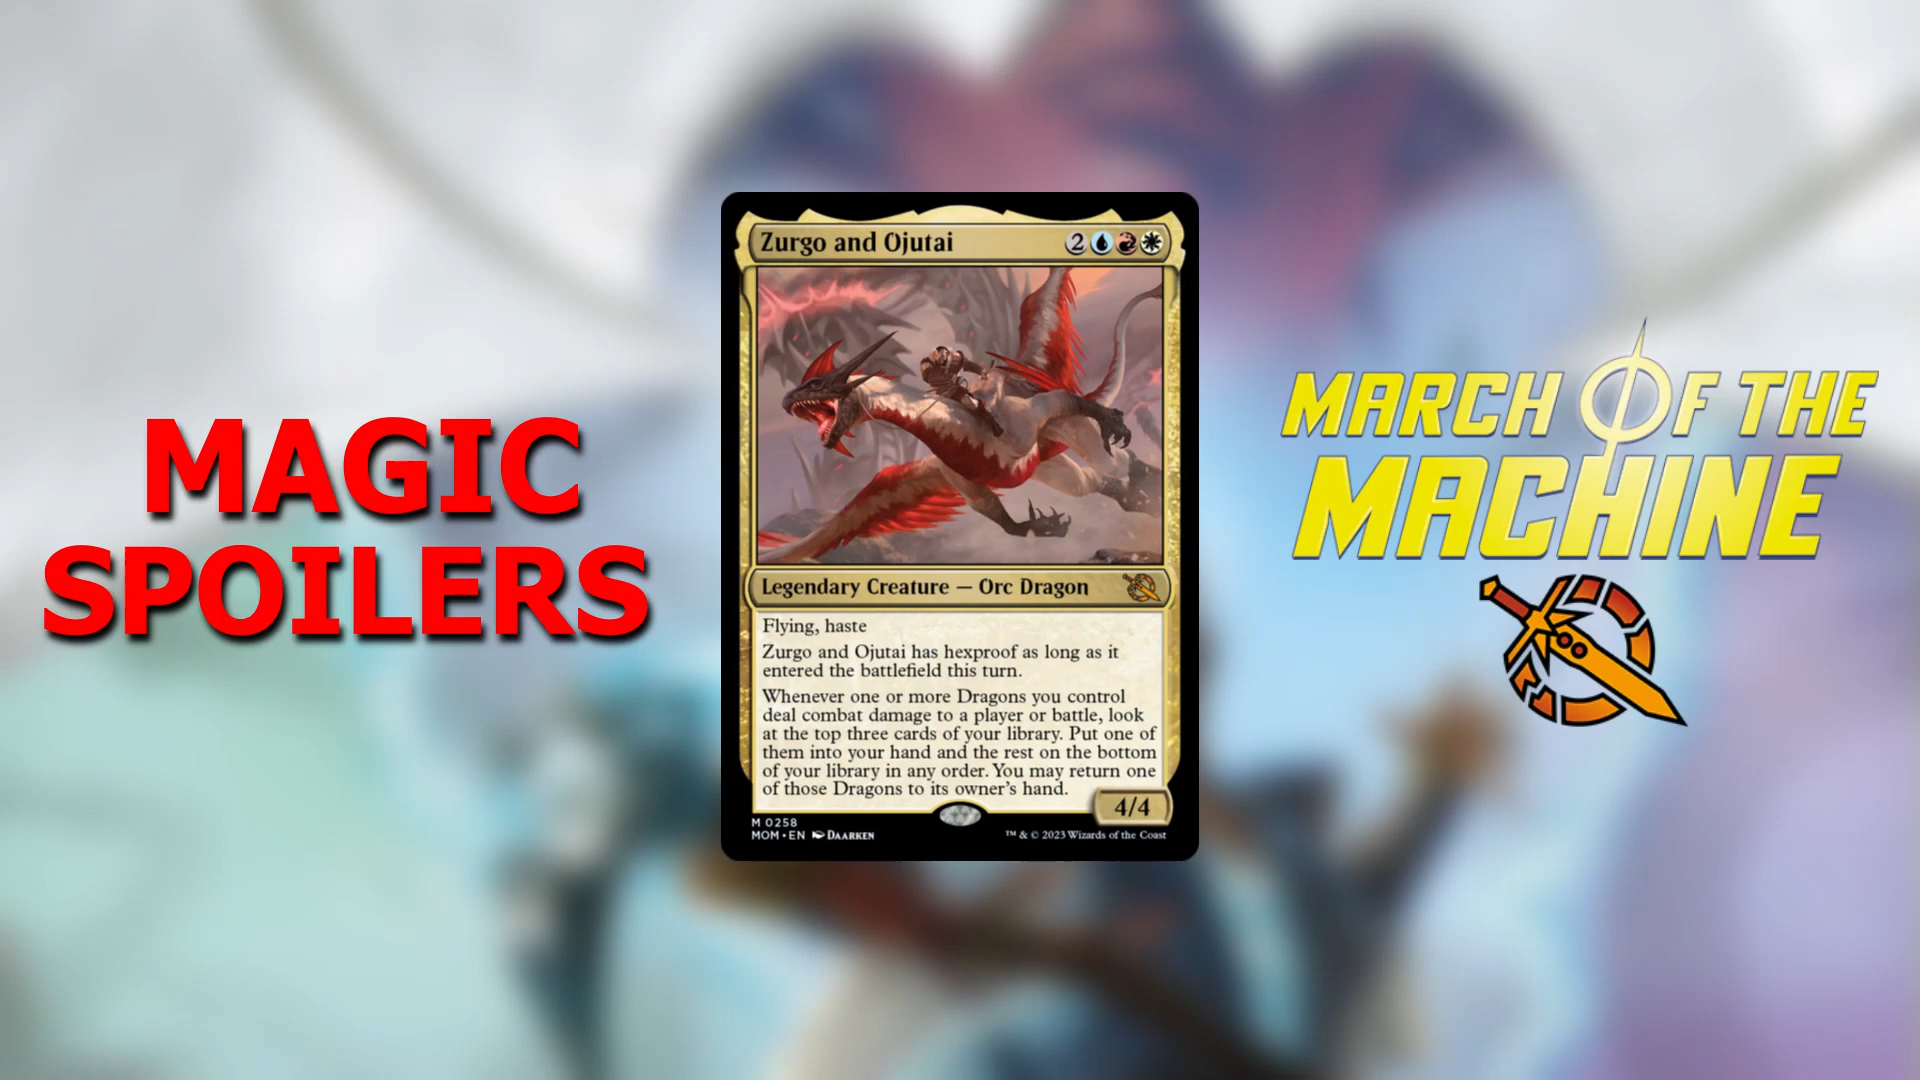 MAGIC
SPOILERS
Zurgo and Ojutai 2
Legendary Creature — Orc Dragon
Flying, haste
Zurgo and Ojutai has hexproof as long as it
entered the battlefield this turn.
Whenever one or more Dragons you control
deal combat damage to a player or battle, look
at the top three cards of your library. Put one of
them into your hand and the rest on the bottom
of your library in any order. You may return one
of those Dragons to its owner's hand.
4/4
M 0258
MOM • EN DAARKEN
™ & © 2023 Wizards of the Coast
MARCH OF THE
MACHINE